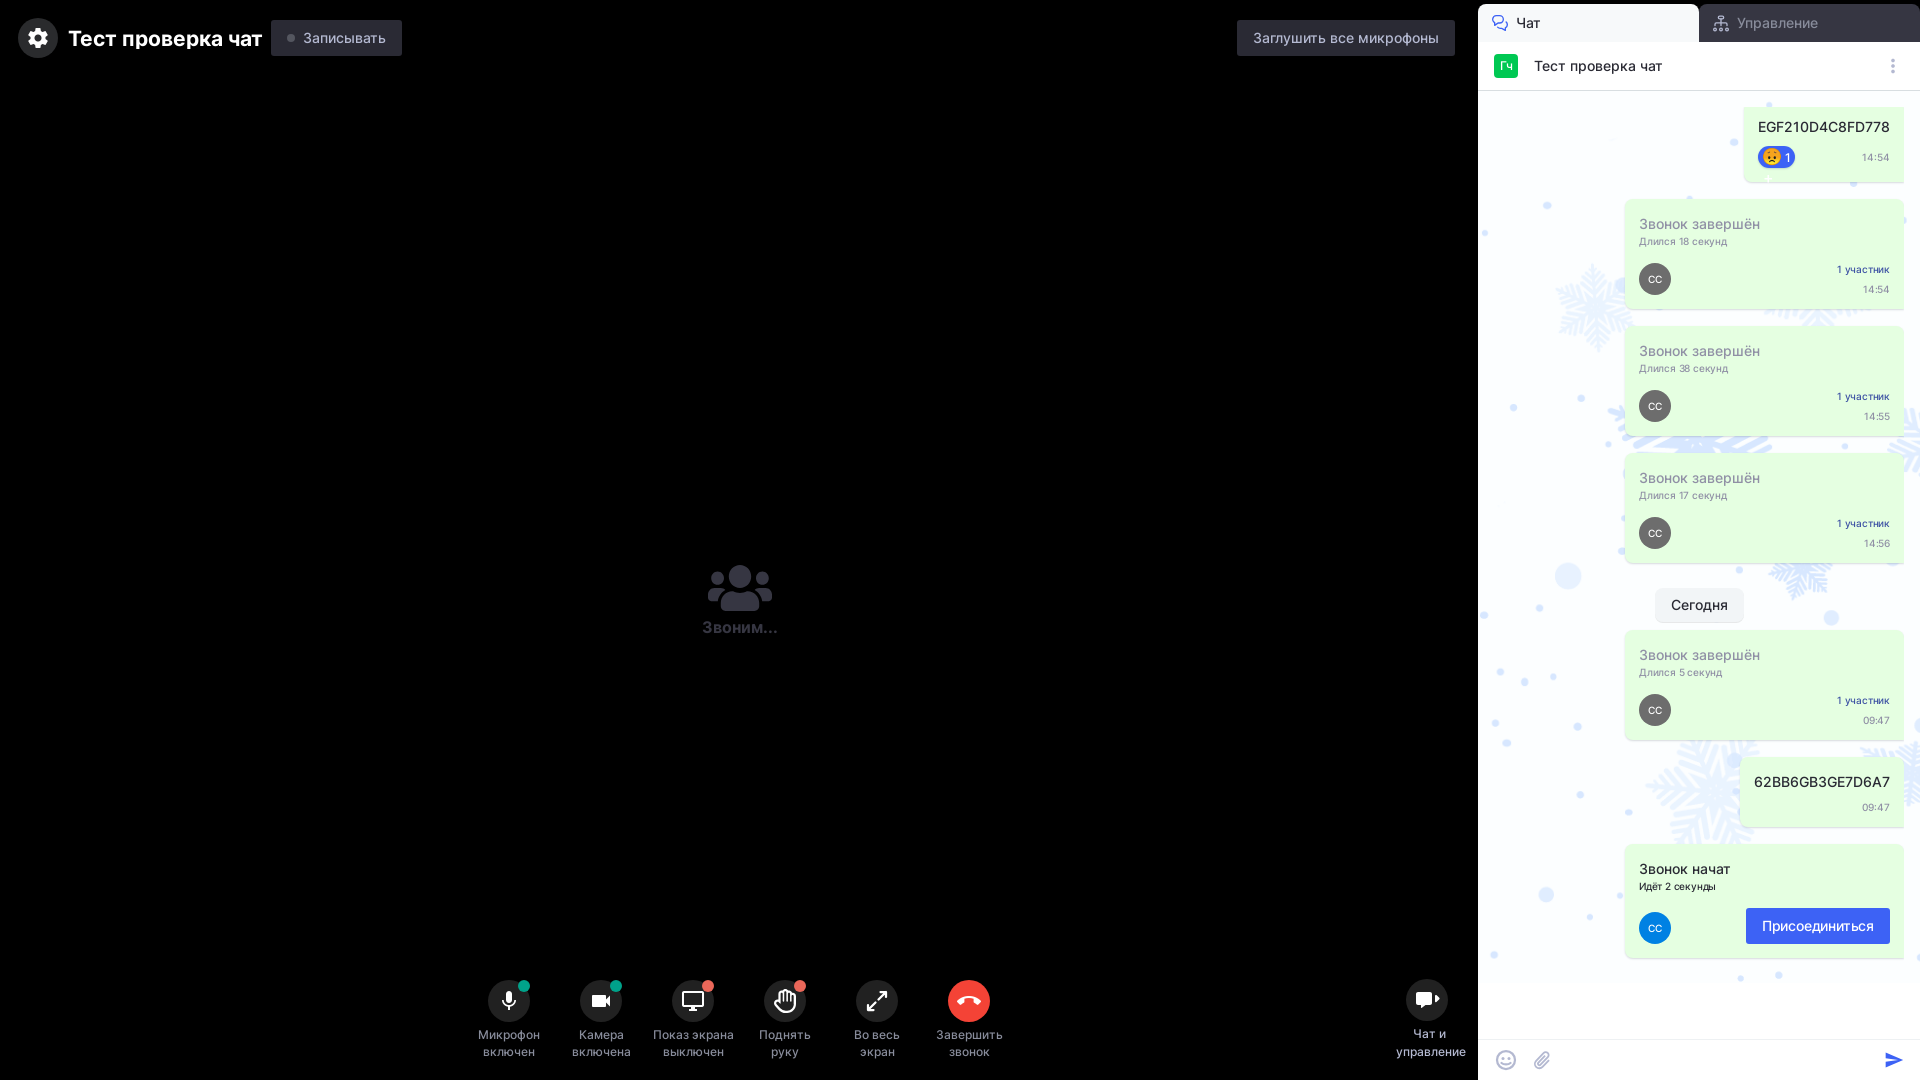 Тест проверка чат
Записывать
Заглушить все микрофоны
Звоним...
Микрофон
включен
Камера
включена
Показ экрана
выключен
Поднять
руку
Во весь
экран
Завершить
звонок
Чат и
управление
Чат
Управление
Гч
Тест проверка чат
EGF210D4C8FD778
1
14:54
Звонок завершён
Длился 18 секунд
СС
1 участник
14:54
Звонок завершён
Длился 38 секунд
СС
1 участник
14:55
Звонок завершён
Длился 17 секунд
СС
1 участник
14:56
Сегодня
Звонок завершён
Длился 5 секунд
СС
1 участник
09:47
62BB6GB3GE7D6A7
09:47
Звонок начат
Идёт 2 секунды
СС
Присоединиться